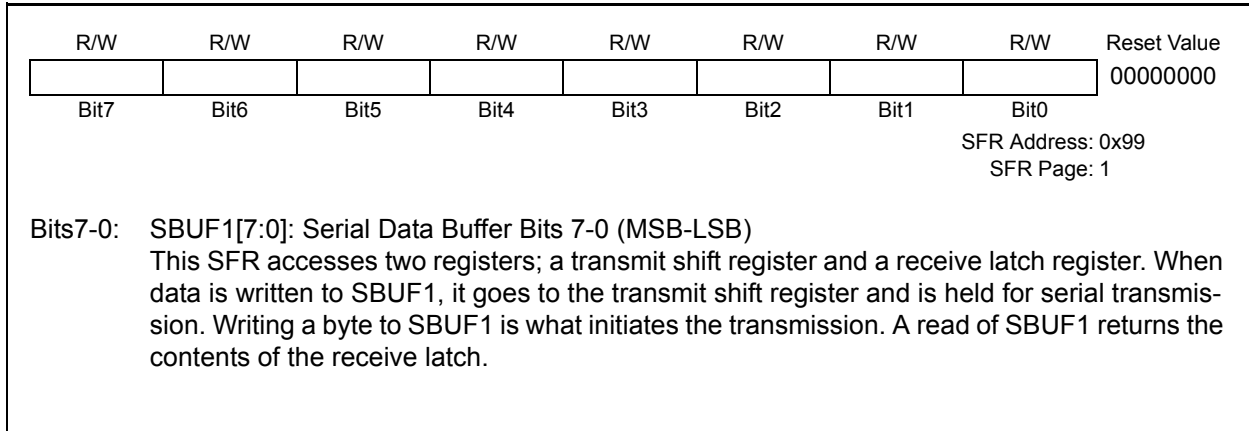 R/W R/W R/W R/W R/W R/W R/W R/W Reset Value
00000000
Bit7 Bit6 Bit5 Bit4 Bit3 Bit2 Bit1 Bit0
SFR Address: 0x99
SFR Page: 1
Bits7-0: SBUF1[7:0]: Serial Data Buffer Bits 7-0 (MSB-LSB)
This SFR accesses two registers; a transmit shift register and a receive latch register. When
data is written to SBUF1, it goes to the transmit shift register and is held for serial transmis-
sion. Writing a byte to SBUF1 is what initiates the transmission. A read of SBUF1 returns the
contents of the receive latch.